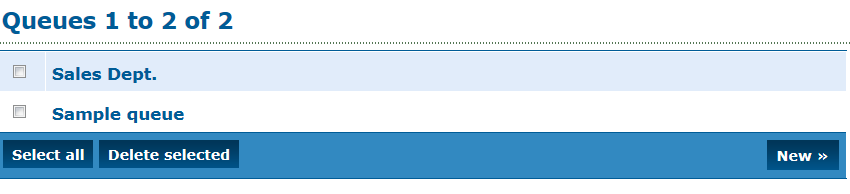 Queues 1 to 2 of 2
Sales Dept.
Sample queue
Select all Delete selected New »